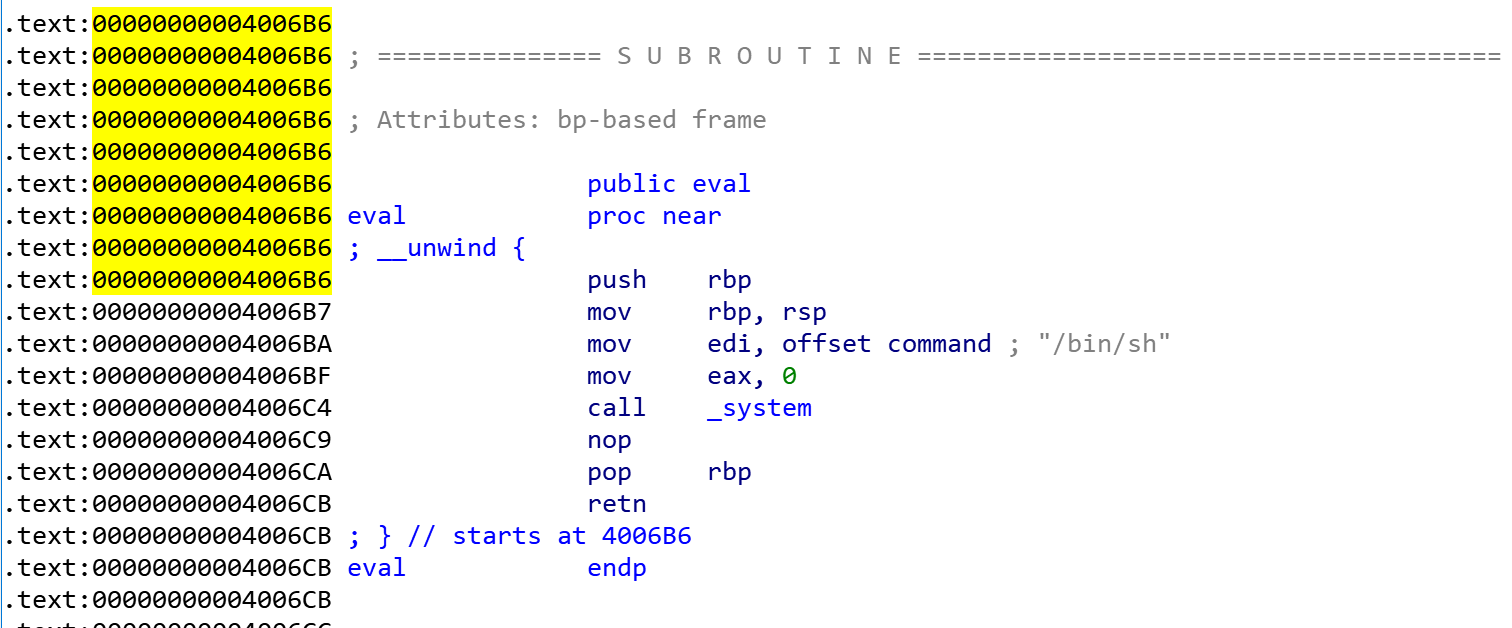 .text:00000000004006B6
.text:00000000004006B6 ; =============== S U B R O U T I N E =======================================
.text:00000000004006B6
.text:00000000004006B6 ; Attributes: bp-based frame
.text:00000000004006B6
.text:00000000004006B6                 public eval
.text:00000000004006B6 eval            proc near
.text:00000000004006B6 ; __unwind {
.text:00000000004006B6                 push    rbp
.text:00000000004006B7                 mov     rbp, rsp
.text:00000000004006BA                 mov     edi, offset command ; "/bin/sh"
.text:00000000004006BF                 mov     eax, 0
.text:00000000004006C4                 call    _system
.text:00000000004006C9                 nop
.text:00000000004006CA                 pop     rbp
.text:00000000004006CB                 retn
.text:00000000004006CB ; } // starts at 4006B6
.text:00000000004006CB eval            endp
.text:00000000004006CB